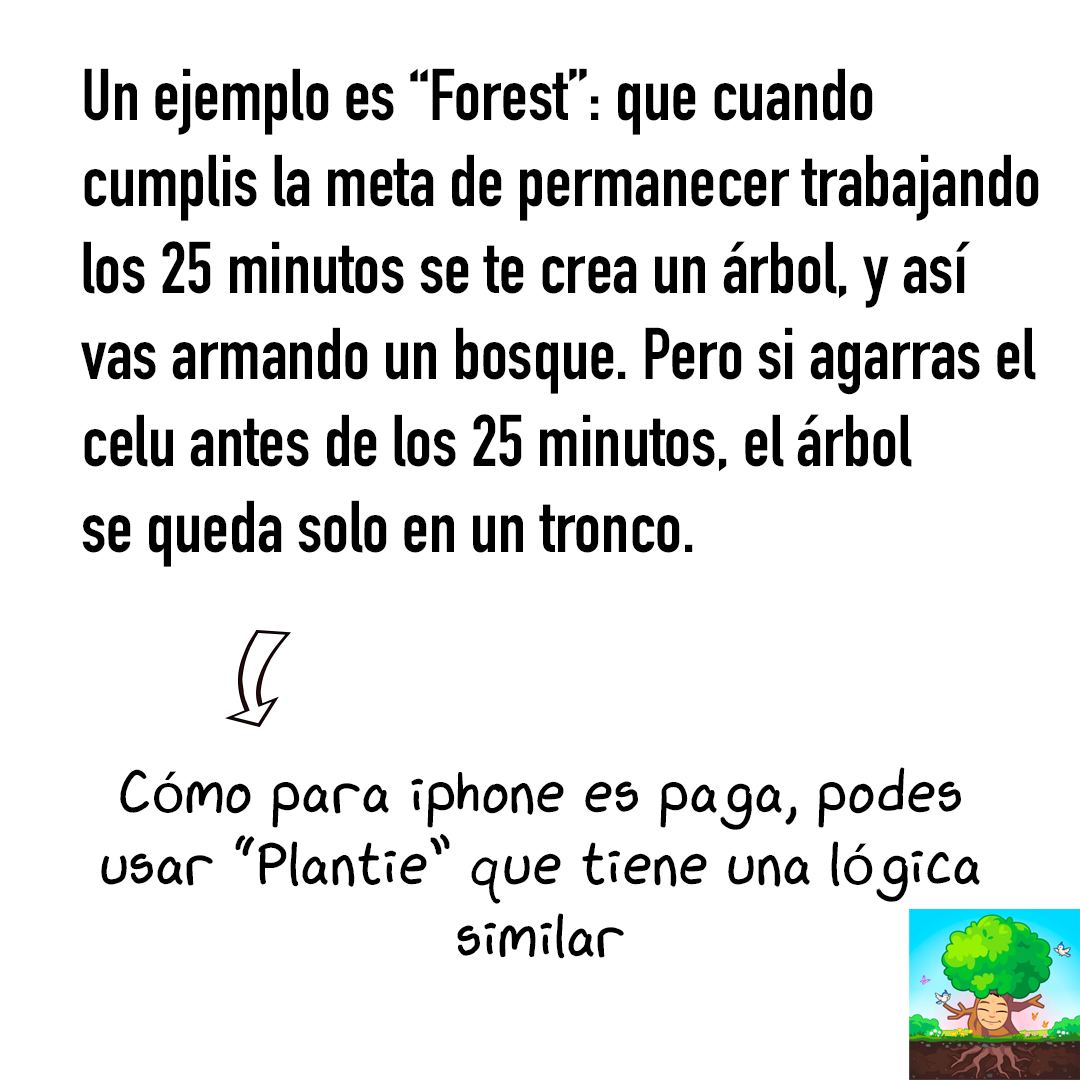 Un ejemplo es “Forest”: que cuando
cumplis la meta de permanecer trabajando
los 25 minutos se te crea un árbol, y así
vas armando un bosque. Pero si agarras el
celu antes de los 25 minutos, el árbol
se queda solo en un tronco.
Cómo para iphone es paga, podes
usar “Plantie” que tiene una lógica
similar